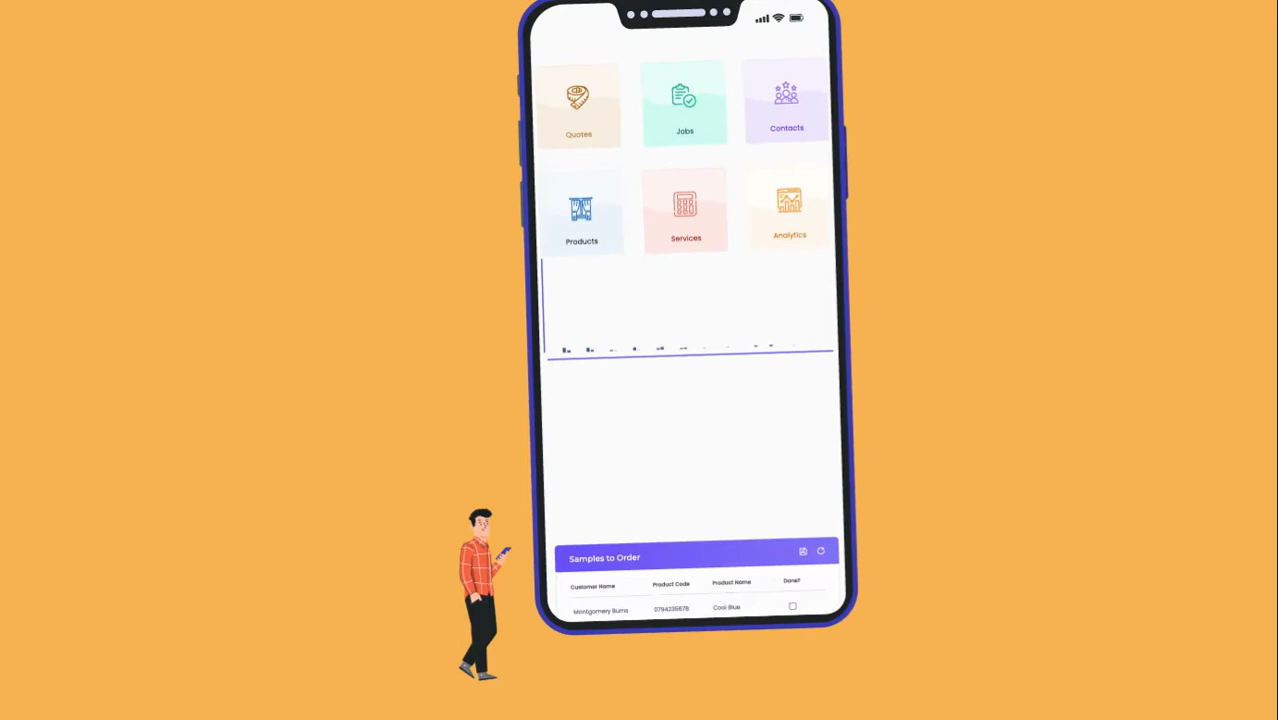 Quotes
Jobs
Contacts
Products
Services
Analytics
Samples to Order
Customer Name Product Code Product Name Done?
Montgomery Burns 0794235678 Cool Blue